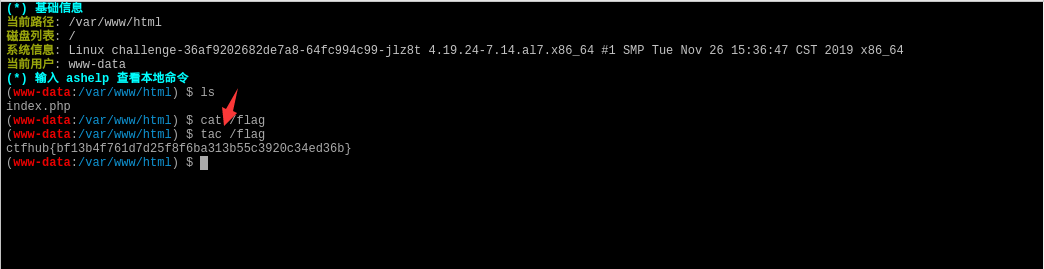 (*) 基础信息
当前路径: /var/www/html
磁盘列表: /
系统信息: Linux challenge-36af9202682de7a8-64fc994c99-jlz8t 4.19.24-7.14.al7.x86_64 #1 SMP Tue Nov 26 15:36:47 CST 2019 x86_64
当前用户: www-data
(*) 输入 ashelp 查看本地命令
(www-data:/var/www/html) $ ls
index.php
(www-data:/var/www/html) $ cat /flag
(www-data:/var/www/html) $ tac /flag
ctfhub{bf13b4f761d7d25f8f6ba313b55c3920c34ed36b}
(www-data:/var/www/html) $